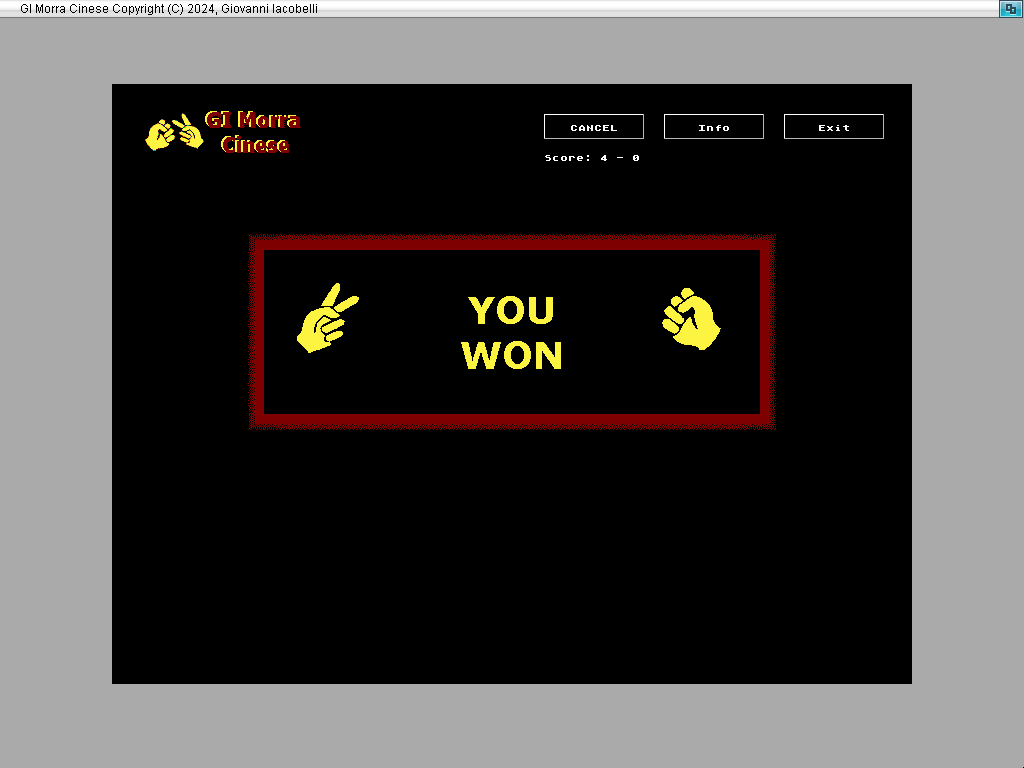 GI Morra Cinese Copyright (C) 2024, Giovanni Iacobelli
GI Morra
Cinese
CANCEL
Info
Exit
Score: 4 - 0
YOU
WON